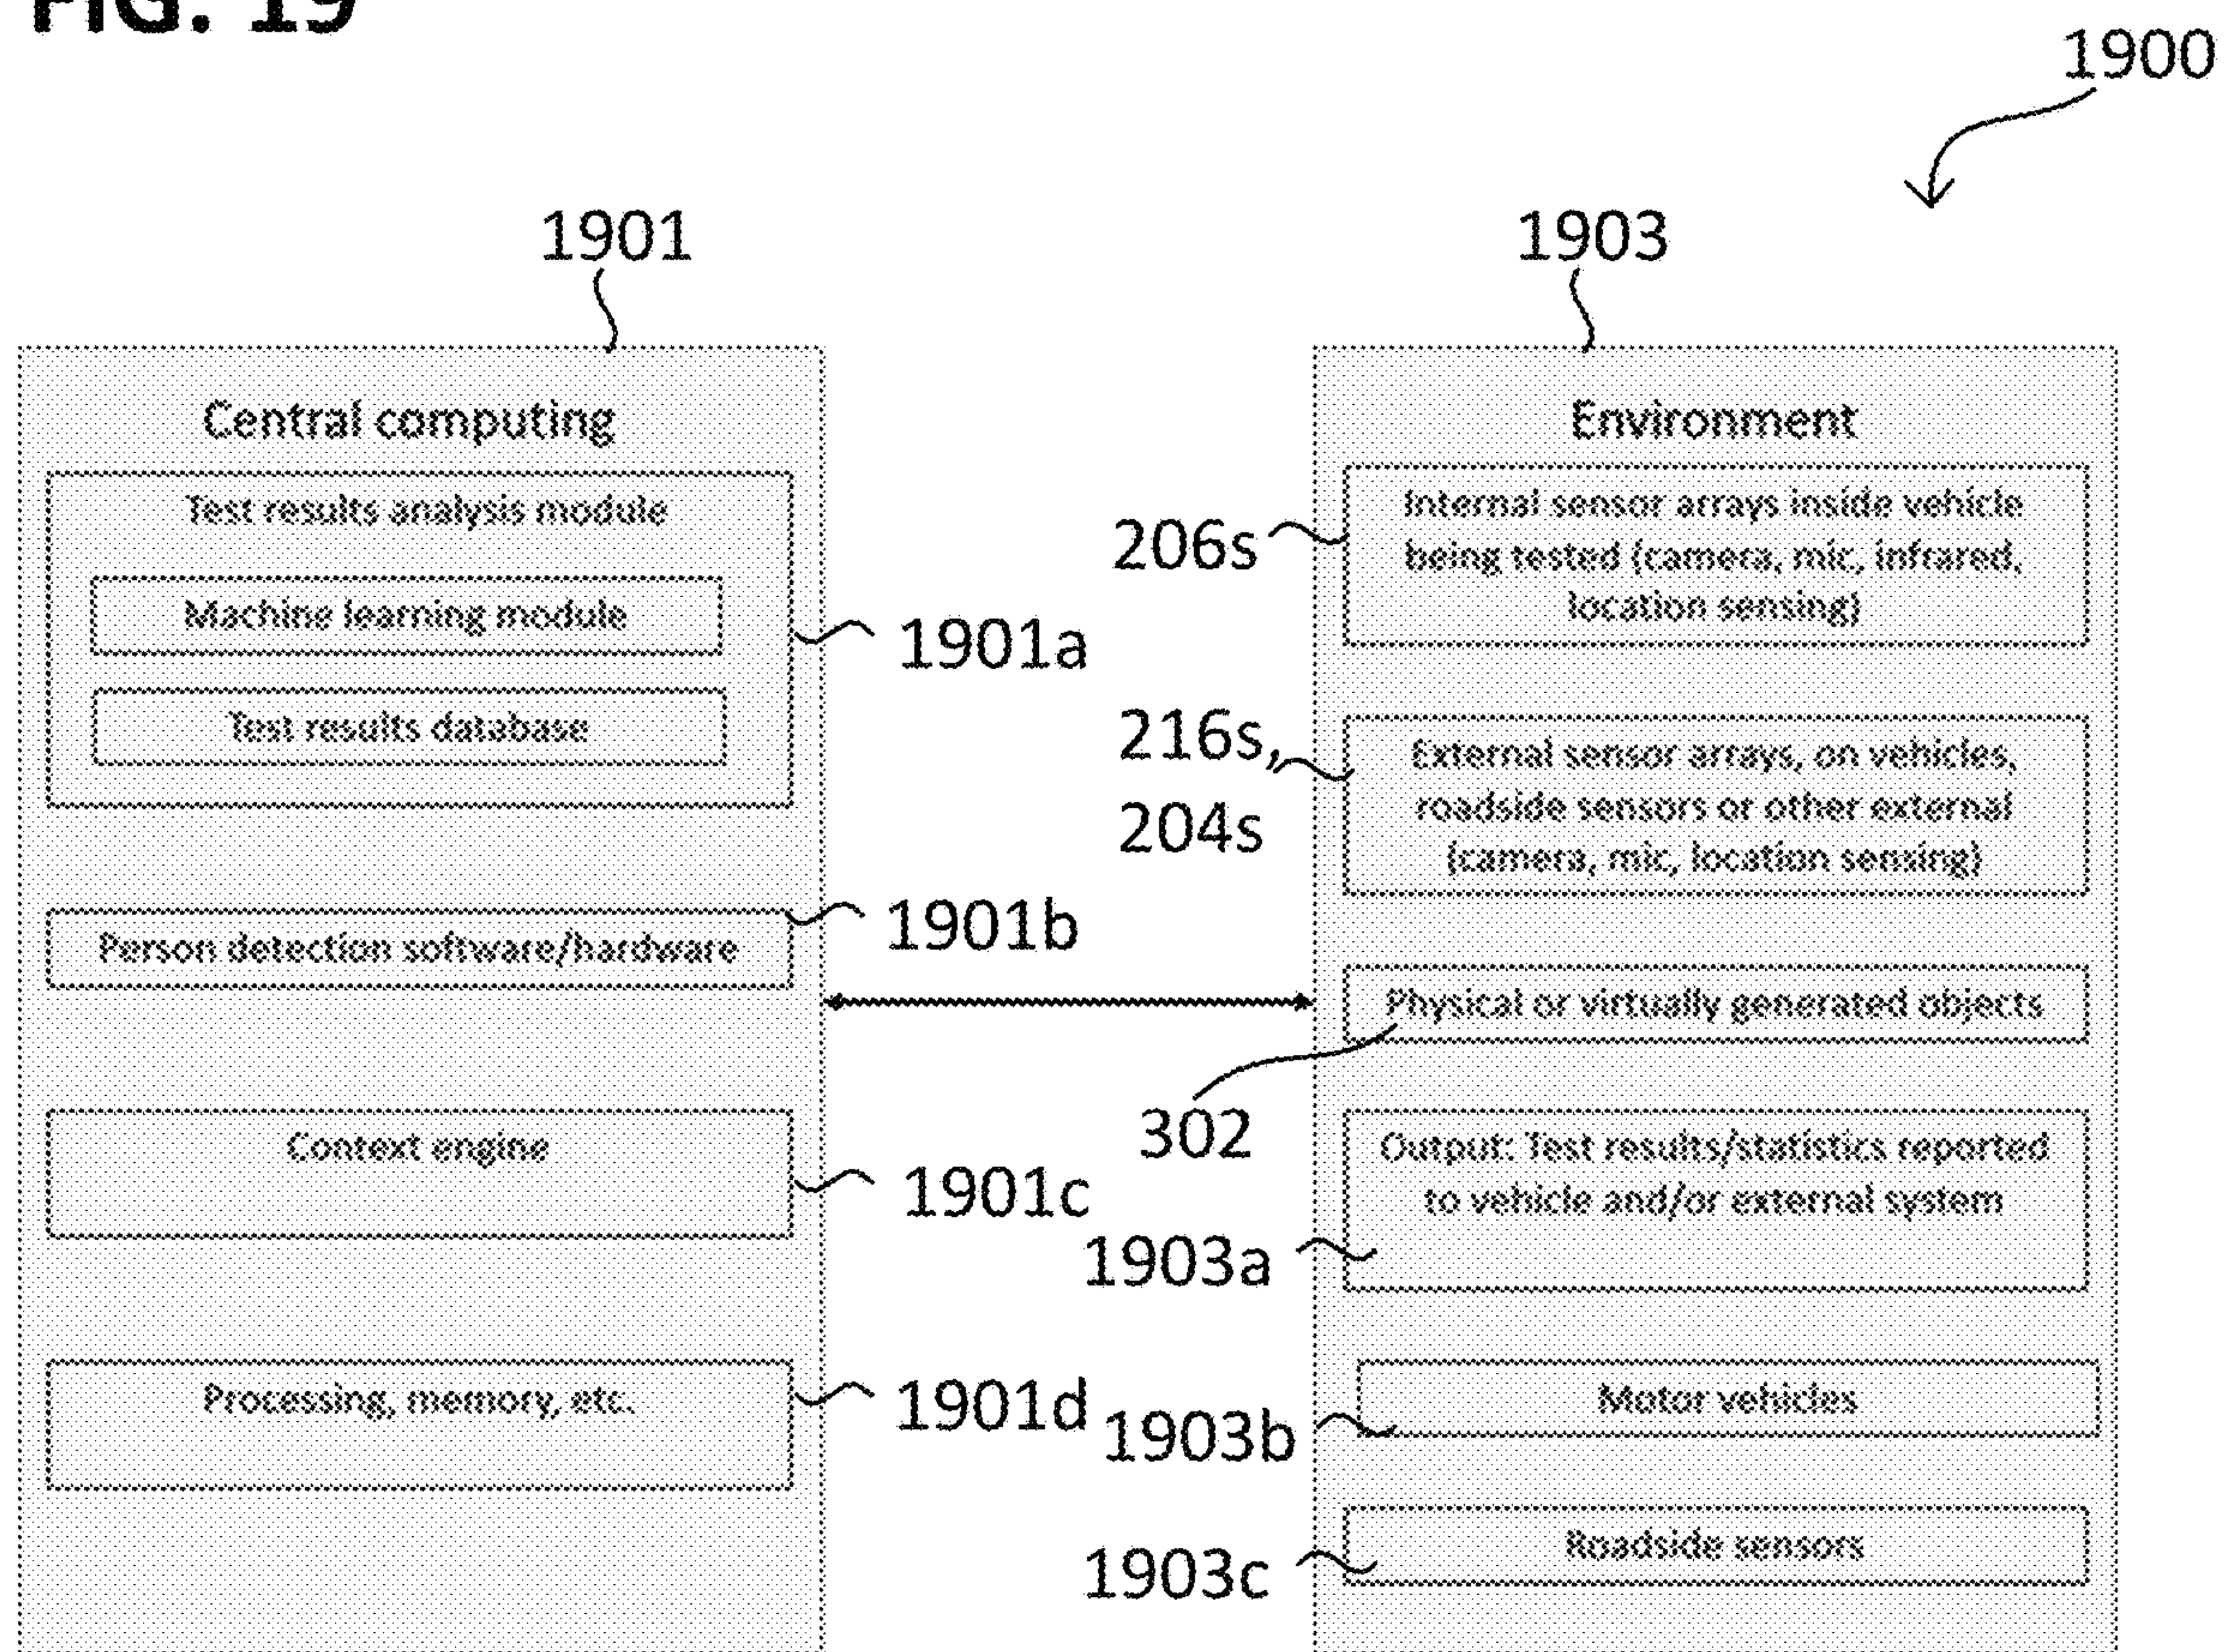 FIG. 19
1900
1901
Central computing
Test results analysis module
Machine learning module
Test results database
1901a
Person detection software/hardware
1901b
Context engine
1901c
Processing, memory, etc.
1901d
1903
Environment
Internal sensor arrays inside vehicle
being tested (camera, mic, infrared,
location sensing)
206s
External sensor arrays, on vehicles,
roadside sensors or other external
(camera, mic, location sensing)
216s,
204s
Physical or virtually generated objects
302
Output: Test results/statistics reported
to vehicle and/or external system
1903a
Motor vehicles
1903b
Roadside sensors
1903c